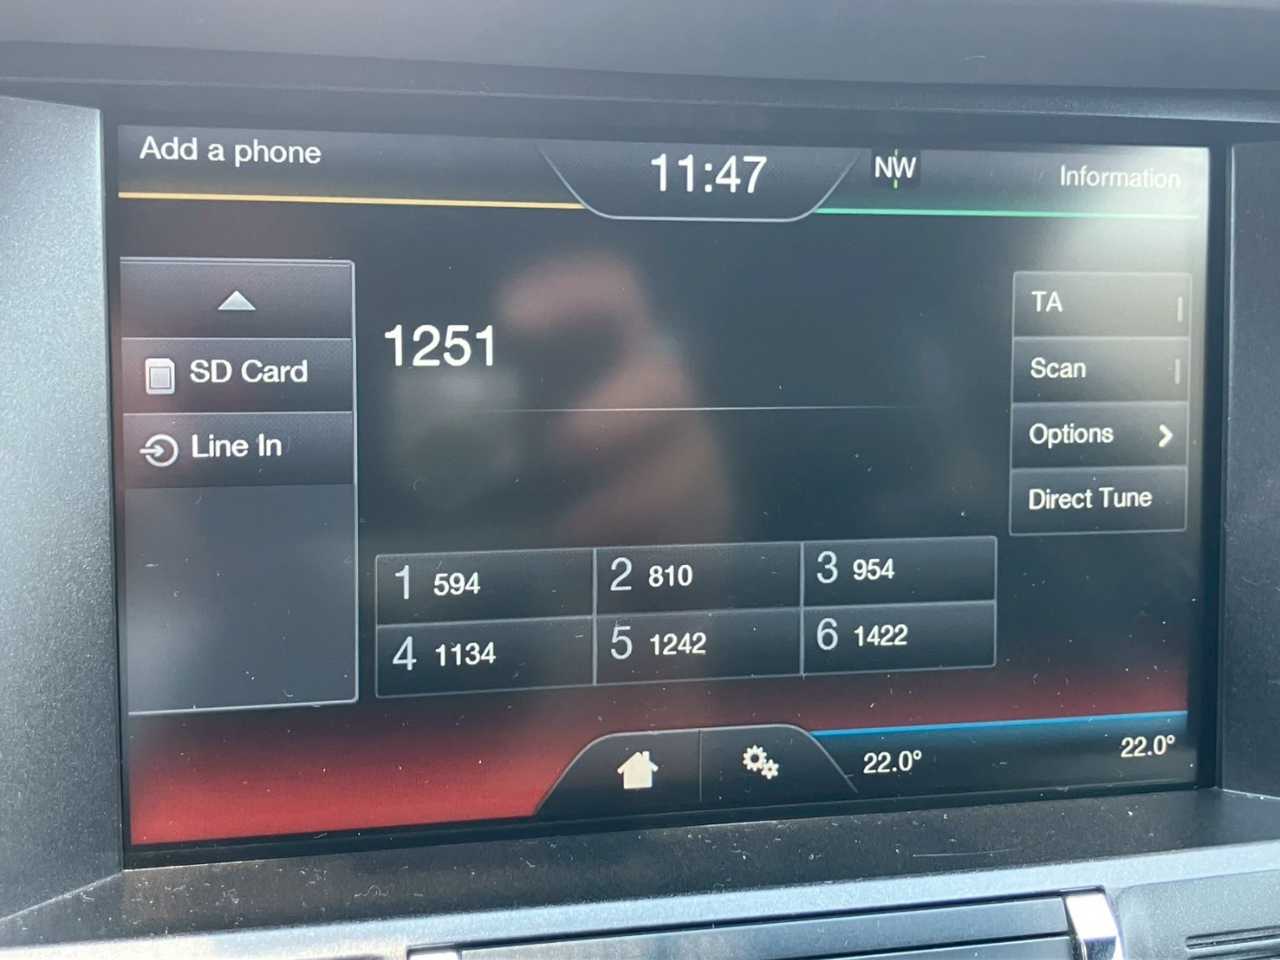 Add a phone
11:47
NW
Information
SD Card
Line In
1251
TA
Scan
Options
Direct Tune
1 594
2 810
3 954
4 1134
5 1242
6 1422
22.0°
22.0°